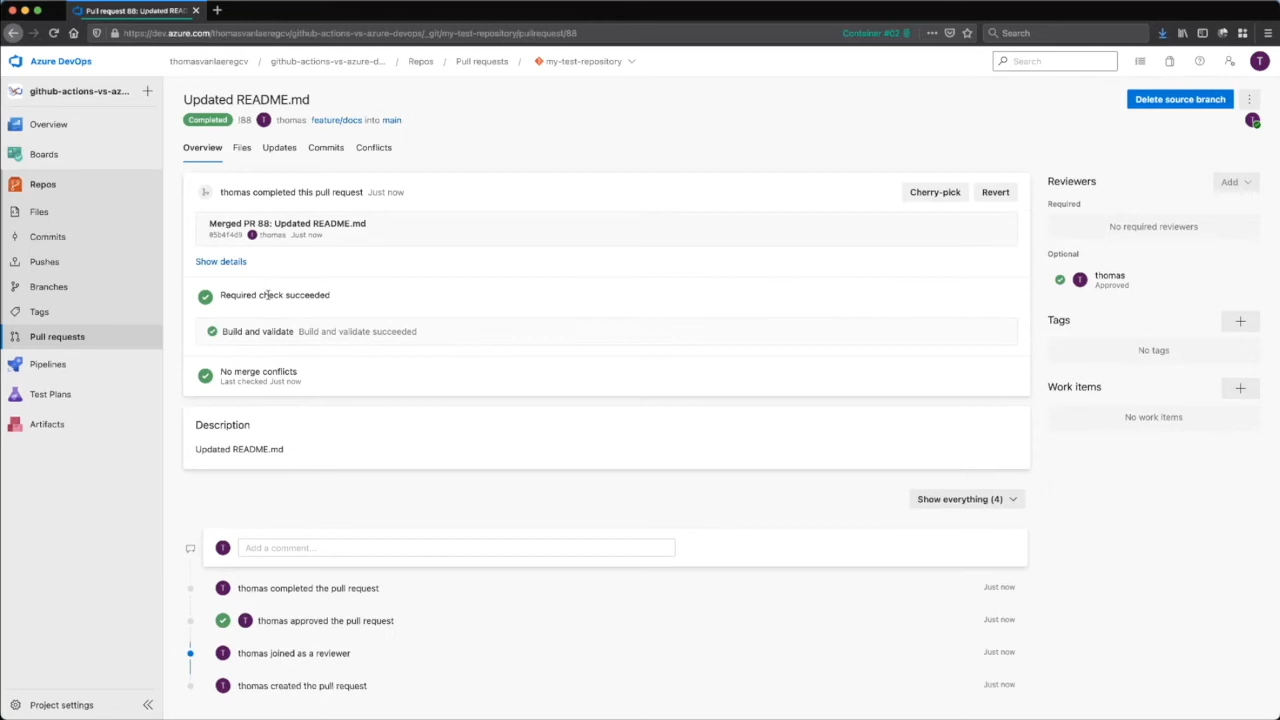 Pull request 88: Updated READ
https://dev.azure.com/thomasvanlaeregcv/github-actions-vs-azure-devops/_git/my-test-repository/pullrequest/88
Container #02
Search
Azure DevOps
thomasvanlaeregcv / github-actions-vs-azure-d... / Repos / Pull requests / my-test-repository
Search
T
github-actions-vs-az...
Overview
Boards
Repos
Files
Commits
Pushes
Branches
Tags
Pull requests
Pipelines
Test Plans
Artifacts
Project settings
Updated README.md
Delete source branch
Completed !88 T thomas feature/docs into main
Overview Files Updates Commits Conflicts
thomas completed this pull request Just now
Cherry-pick
Revert
Merged PR 88: Updated README.md
05b4f4d9 T thomas Just now
Show details
Required check succeeded
Build and validate Build and validate succeeded
No merge conflicts
Last checked Just now
Description
Updated README.md
Show everything (4)
T Add a comment...
T thomas completed the pull request Just now
T thomas approved the pull request Just now
T thomas joined as a reviewer Just now
T thomas created the pull request Just now
Reviewers
Add
Required
No required reviewers
Optional
T thomas
Approved
Tags
No tags
Work items
No work items